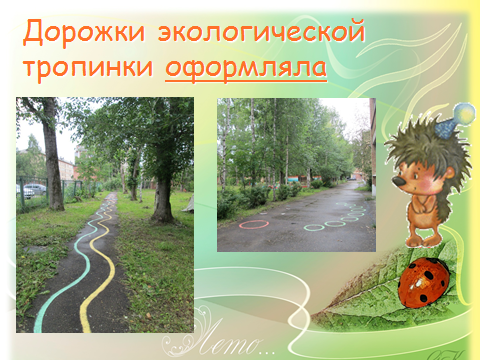 Дорожки экологической
тропинки оформляла
Лето...